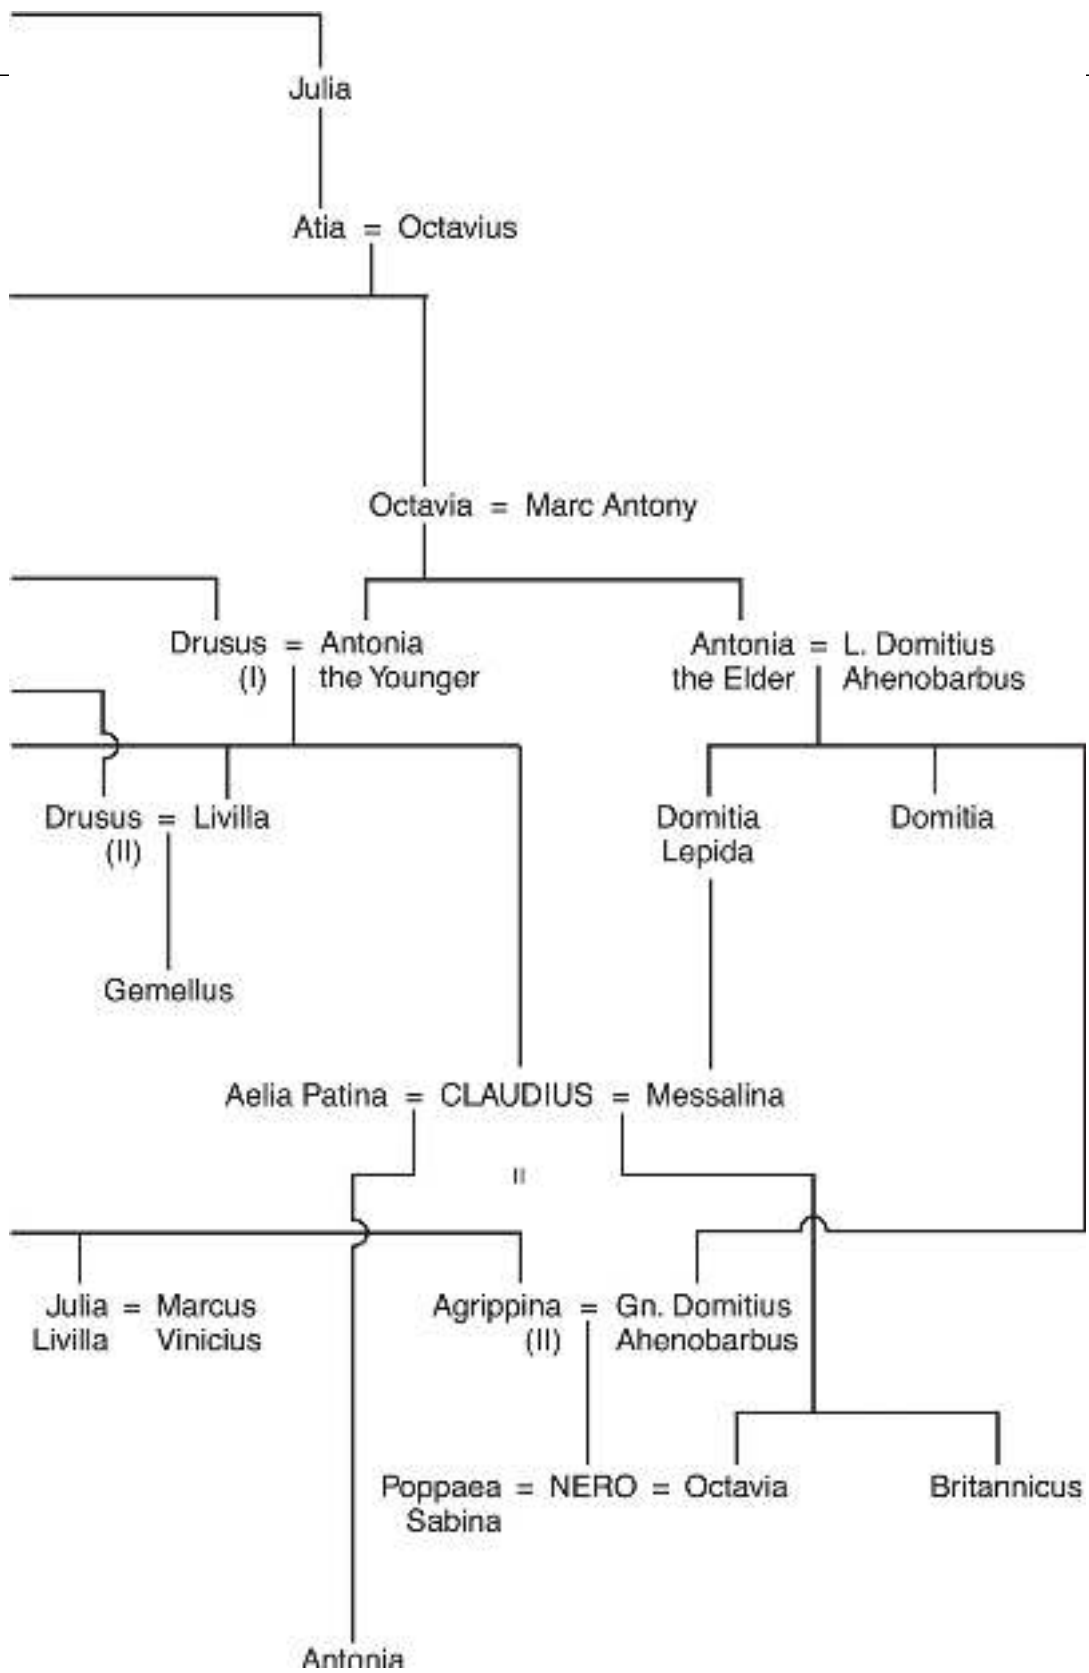 Julia
Atia = Octavius
Octavia = Marc Antony
Drusus = Antonia Antonia = L. Domitius
(I) the Younger the Elder Ahenobarbus
Drusus = Livilla Domitia Domitia
(II) Lepida
Gemellus
Aelia Patina = CLAUDIUS = Messalina
=
Julia = Marcus Agrippina = Gn. Domitius
Livilla Vinicius (II) Ahenobarbus
Poppaea = NERO = Octavia Britannicus
Sabina
Antonia